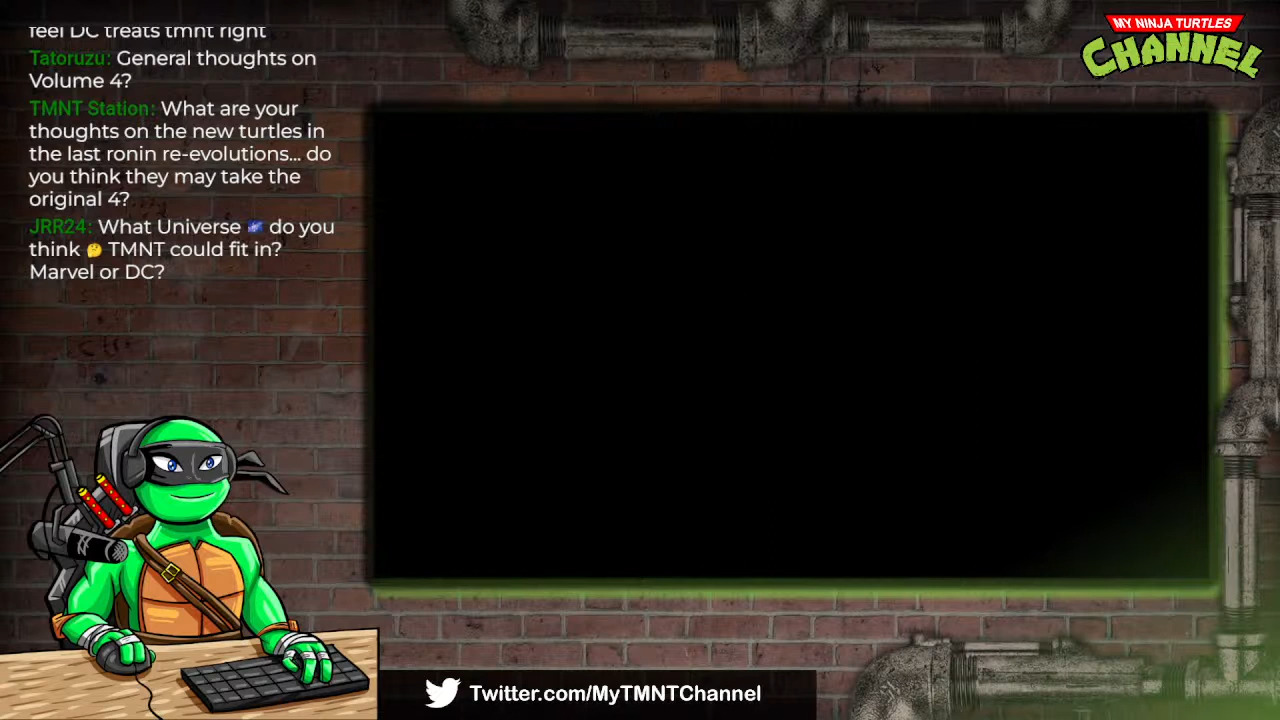 feel DC treats tmnt right
Tatoruzu: General thoughts on
Volume 4?
TMNT Station: What are your
thoughts on the new turtles in
the last ronin re-evolutions... do
you think they may take the
original 4?
JRR24: What Universe 🌌 do you
think 🤔 TMNT could fit in?
Marvel or DC?
MY NINJA TURTLES
CHANNEL
Twitter.com/MyTMNTChannel